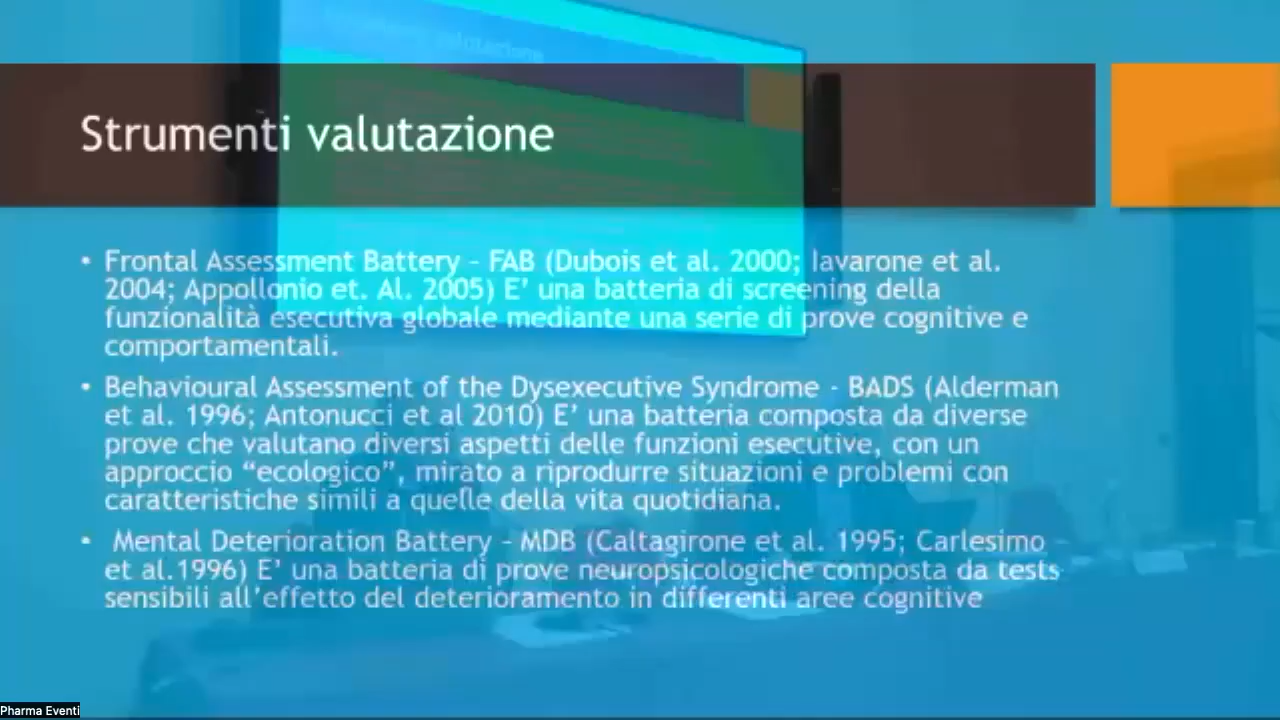 Strumenti valutazione
• Frontal Assessment Battery – FAB (Dubois et al. 2000; Iavarone et al.
2004; Appollonio et. Al. 2005) E’ una batteria di screening della
funzionalità esecutiva globale mediante una serie di prove cognitive e
comportamentali.
• Behavioural Assessment of the Dysexecutive Syndrome - BADS (Alderman
et al. 1996; Antonucci et al 2010) E’ una batteria composta da diverse
prove che valutano diversi aspetti delle funzioni esecutive, con un
approccio “ecologico”, mirato a riprodurre situazioni e problemi con
caratteristiche simili a quelle della vita quotidiana.
• Mental Deterioration Battery – MDB (Caltagirone et al. 1995; Carlesimo
et al.1996) E’ una batteria di prove neuropsicologiche composta da tests
sensibili all’effetto del deterioramento in differenti aree cognitive
Pharma Eventi